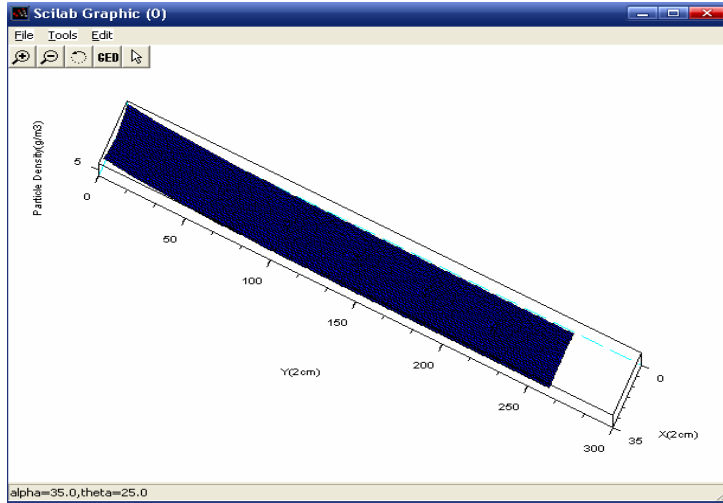 Scilab Graphic (0)
File Tools Edit
GED
Particle Density(g/m3)
5
0
50
100
150
200
250
300
Y(2cm)
0
35
X(2cm)
alpha=35.0,theta=25.0